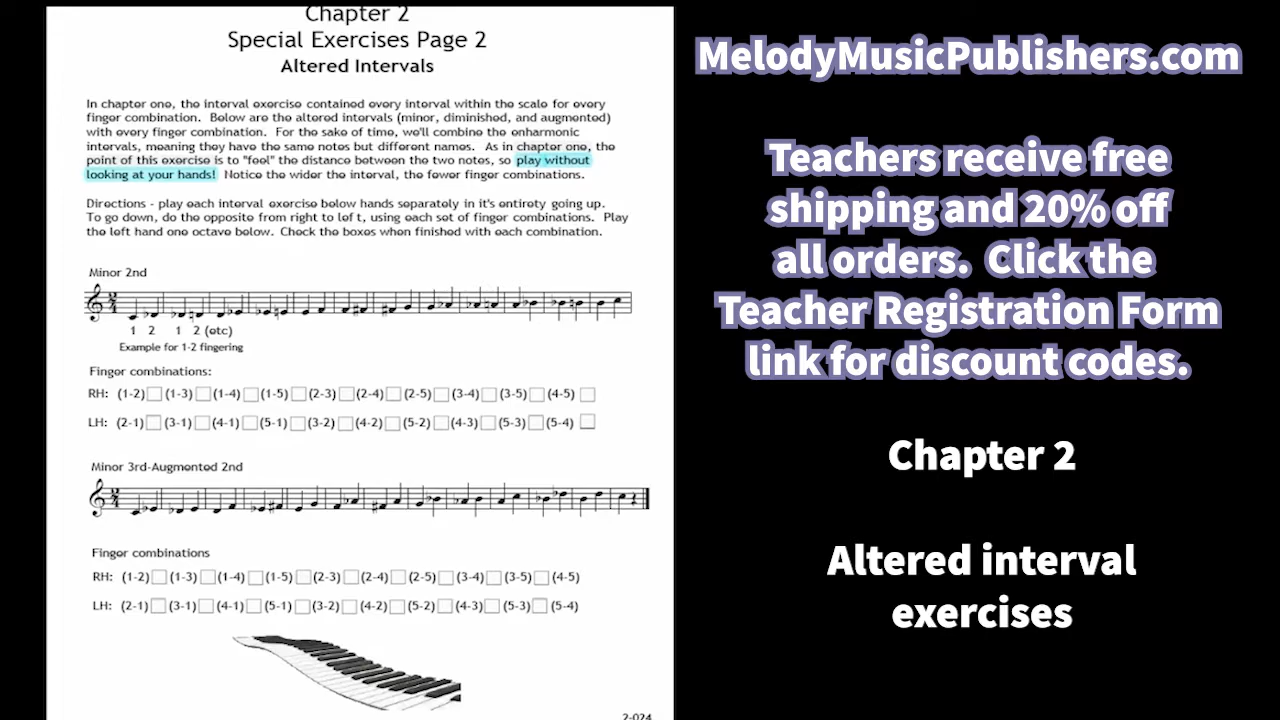 Chapter 2
Special Exercises Page 2
Altered Intervals
In chapter one, the interval exercise contained every interval within the scale for every
finger combination.  Below are the altered intervals (minor, diminished, and augmented)
with every finger combination.  For the sake of time, we'll combine the enharmonic
intervals, meaning they have the same notes but different names.  As in chapter one, the
point of this exercise is to "feel" the distance between the two notes, so play without
looking at your hands!  Notice the wider the interval, the fewer finger combinations.
Directions - play each interval exercise below hands separately in it's entirety going up.
To go down, do the opposite from right to left, using each set of finger combinations.  Play
the left hand one octave below.  Check the boxes when finished with each combination.
Minor 2nd
2
4
1 2 1 2 (etc)
Example for 1-2 fingering
Finger combinations:
RH: (1-2) (1-3) (1-4) (1-5) (2-3) (2-4) (2-5) (3-4) (3-5) (4-5)
LH: (2-1) (3-1) (4-1) (5-1) (3-2) (4-2) (5-2) (4-3) (5-3) (5-4)
Minor 3rd-Augmented 2nd
2
4
Finger combinations
RH: (1-2) (1-3) (1-4) (1-5) (2-3) (2-4) (2-5) (3-4) (3-5) (4-5)
LH: (2-1) (3-1) (4-1) (5-1) (3-2) (4-2) (5-2) (4-3) (5-3) (5-4)
2-024
MelodyMusicPublishers.com
Teachers receive free
shipping and 20% off
all orders.  Click the
Teacher Registration Form
link for discount codes.
Chapter 2
Altered interval
exercises